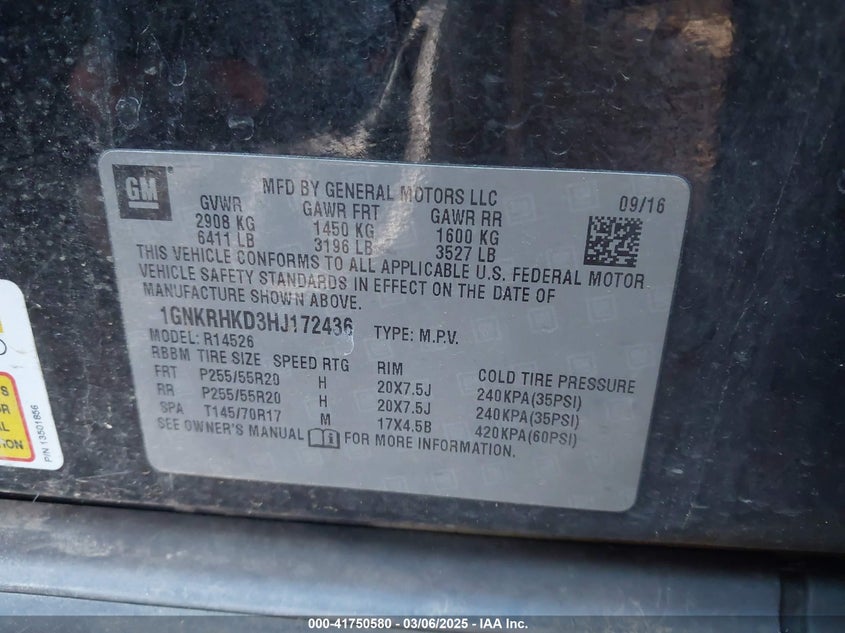 GM
MFD BY GENERAL MOTORS LLC
09/16
GVWR GAWR FRT GAWR RR
2908 KG 1450 KG 1600 KG
6411 LB 3196 LB 3527 LB
THIS VEHICLE CONFORMS TO ALL APPLICABLE U.S. FEDERAL MOTOR
VEHICLE SAFETY STANDARDS IN EFFECT ON THE DATE OF
MANUFACTURE SHOWN ABOVE.
1GNKRHKD3HJ172436 TYPE: M.P.V.
MODEL: R14526
RBBM TIRE SIZE SPEED RTG RIM COLD TIRE PRESSURE
FRT P255/55R20 H 20X7.5J 240KPA(35PSI)
RR P255/55R20 H 20X7.5J 240KPA(35PSI)
SPA T145/70R17 M 17X4.5B 420KPA(60PSI)
SEE OWNER'S MANUAL FOR MORE INFORMATION.
P/N 13501856
000-41750580 - 03/06/2025 - IAA Inc.